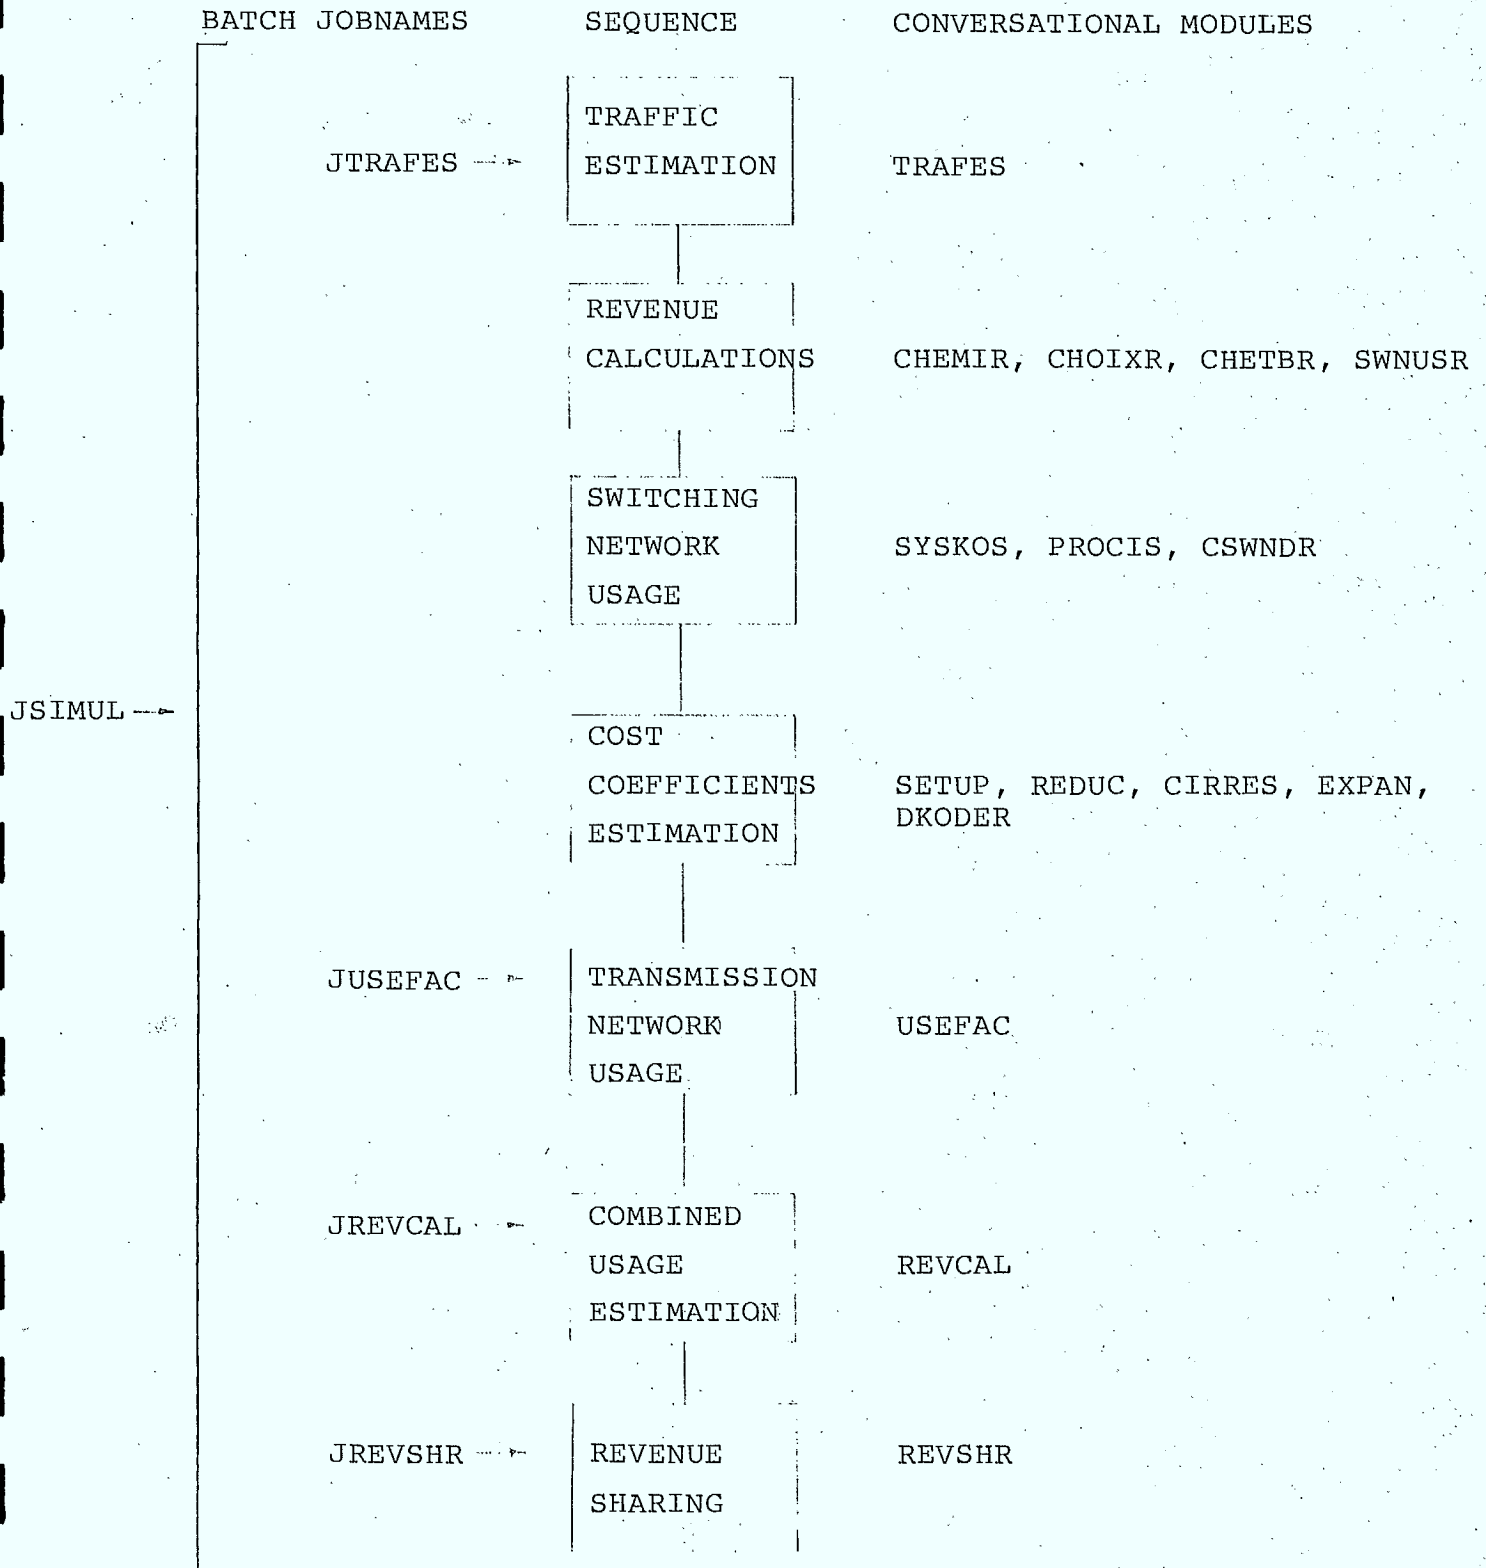 BATCH JOBNAMES SEQUENCE CONVERSATIONAL MODULES
TRAFFIC
JTRAFES ESTIMATION TRAFES
REVENUE
CALCULATIONS CHEMIR, CHOIXR, CHETBR, SWNUSR
SWITCHING
NETWORK SYSKOS, PROCIS, CSWNDR
USAGE
JSIMUL
COST
COEFFICIENTS SETUP, REDUC, CIRRES, EXPAN,
DKODER
ESTIMATION
JUSEFAC TRANSMISSION
NETWORK USEFAC
USAGE
JREVCAL COMBINED
USAGE REVCAL
ESTIMATION
JREVSHR REVENUE REVSHR
SHARING